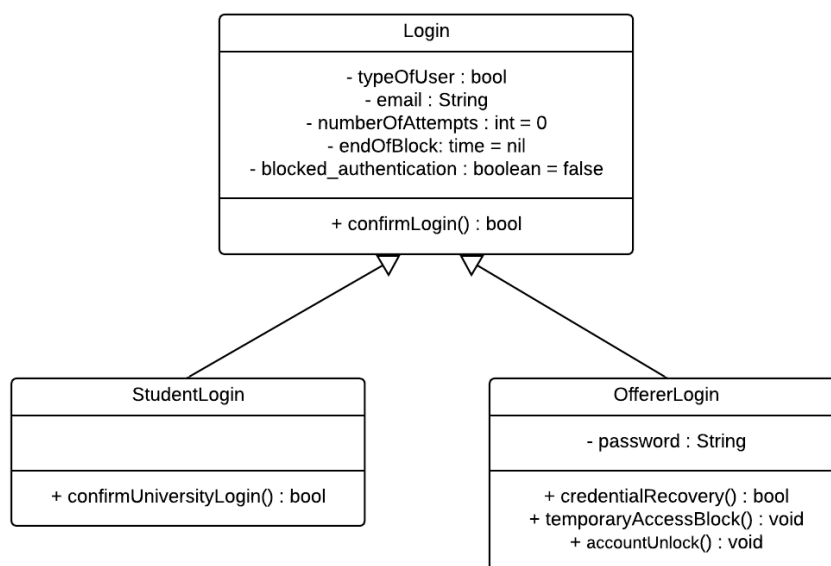 Login
- typeOfUser : bool
- email : String
- numberOfAttempts : int = 0
- endOfBlock: time = nil
- blocked_authentication : boolean = false
+ confirmLogin() : bool
StudentLogin
+ confirmUniversityLogin() : bool
OffererLogin
- password : String
+ credentialRecovery() : bool
+ temporaryAccessBlock() : void
+ accountUnlock() : void